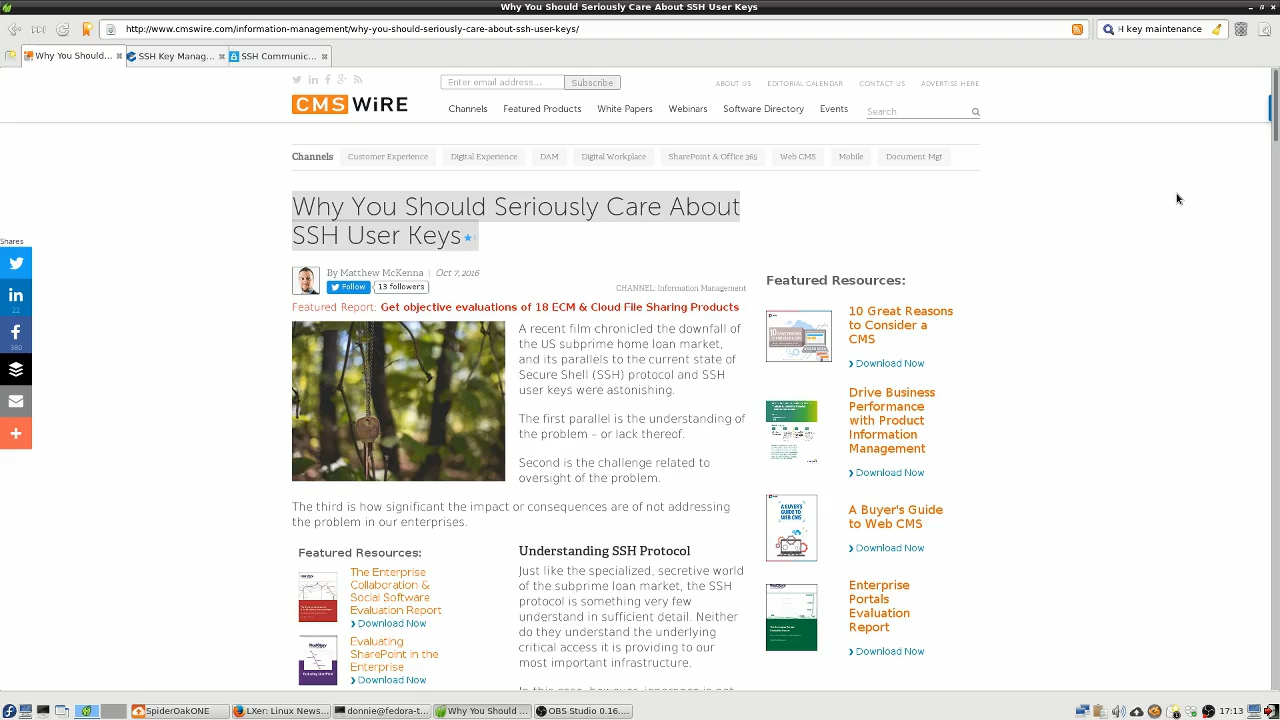 Why You Should Seriously Care About SSH User Keys
http://www.cmswire.com/information-management/why-you-should-seriously-care-about-ssh-user-keys/
H key maintenance
Why You Should...
SSH Key Manag...
SSH Communic...
Enter email address...
Subscribe
ABOUT US
EDITORIAL CALENDAR
CONTACT US
ADVERTISE HERE
CMSWiRE
Channels
Featured Products
White Papers
Webinars
Software Directory
Events
Search
Channels
Customer Experience
Digital Experience
DAM
Digital Workplace
SharePoint & Office 365
Web CMS
Mobile
Document Mgt
Why You Should Seriously Care About
SSH User Keys
Shares
22
380
By Matthew McKenna | Oct 7, 2016
Follow
13 followers
CHANNEL: Information Management
Featured Report: Get objective evaluations of 18 ECM & Cloud File Sharing Products
A recent film chronicled the downfall of
the US subprime home loan market,
and its parallels to the current state of
Secure Shell (SSH) protocol and SSH
user keys were astonishing.
The first parallel is the understanding of
the problem – or lack thereof.
Second is the challenge related to
oversight of the problem.
The third is how significant the impact or consequences are of not addressing
the problem in our enterprises.
Featured Resources:
The Enterprise
Collaboration &
Social Software
Evaluation Report
Download Now
Evaluating
SharePoint in the
Enterprise
Download Now
Understanding SSH Protocol
Just like the specialized, secretive world
of the subprime loan market, the SSH
protocol is something very few
understand in sufficient detail. Neither
do they understand the underlying
critical access it is providing to our
most important infrastructure.
Featured Resources:
10 Great Reasons
to Consider a
CMS
Download Now
Drive Business
Performance
with Product
Information
Management
Download Now
A Buyer's Guide
to Web CMS
Download Now
Enterprise
Portals
Evaluation
Report
Download Now
SpiderOakONE
LXer: Linux News...
donnie@fedora-t...
Why You Should ...
OBS Studio 0.16....
17:13